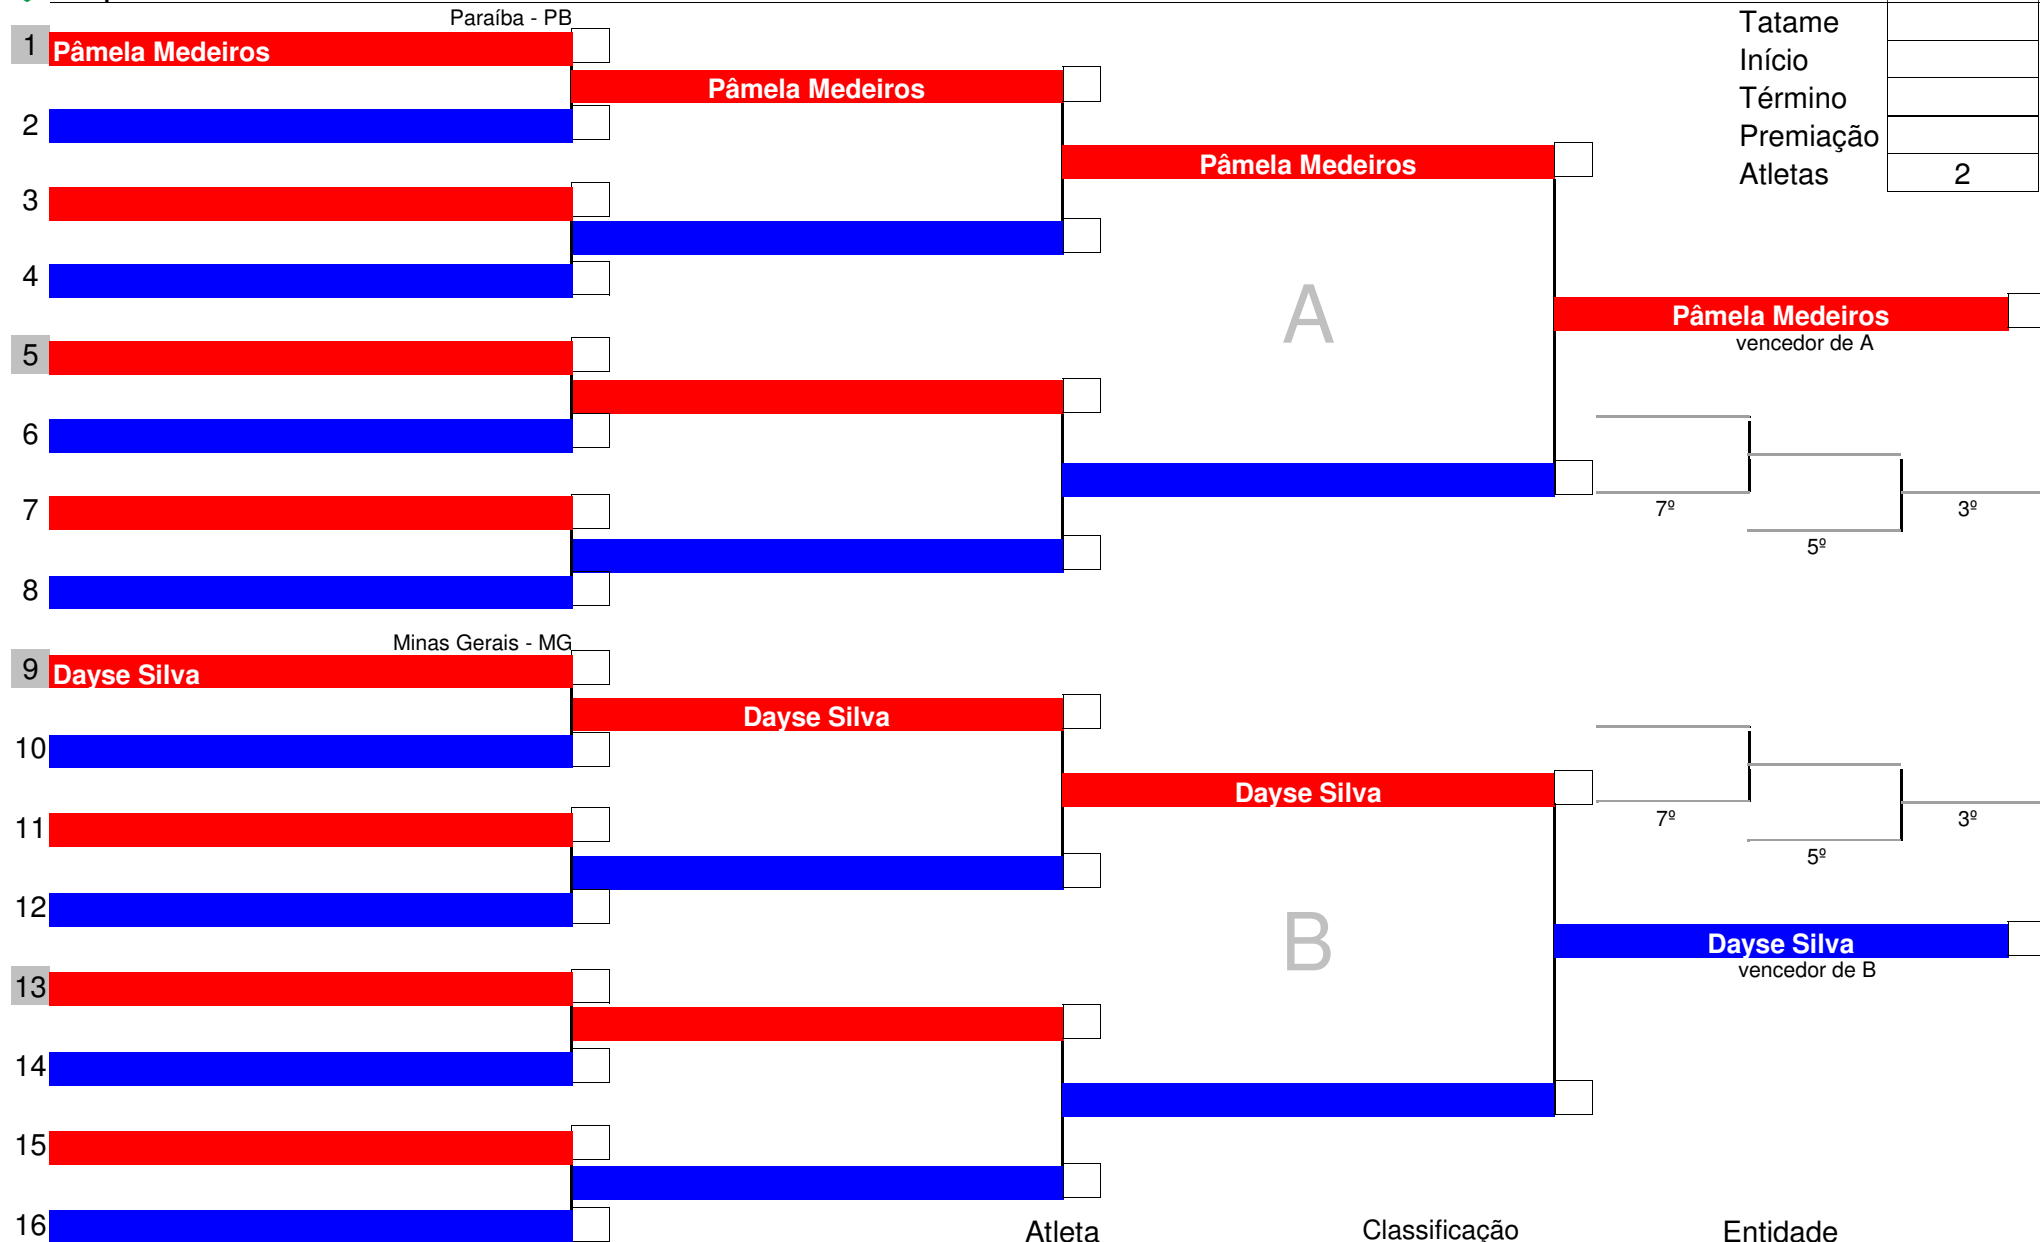 Paraíba - PB
Tatame
1 Pâmela Medeiros
Início
Pâmela Medeiros
Término
2
Premiação
Pâmela Medeiros
Atletas 2
3
4
A
Pâmela Medeiros
vencedor de A
5
6
7
7º
3º
5º
8
Minas Gerais - MG
9 Dayse Silva
Dayse Silva
10
Dayse Silva
11
7º
3º
5º
12
B
Dayse Silva
vencedor de B
13
14
15
16
Atleta Classificação Entidade